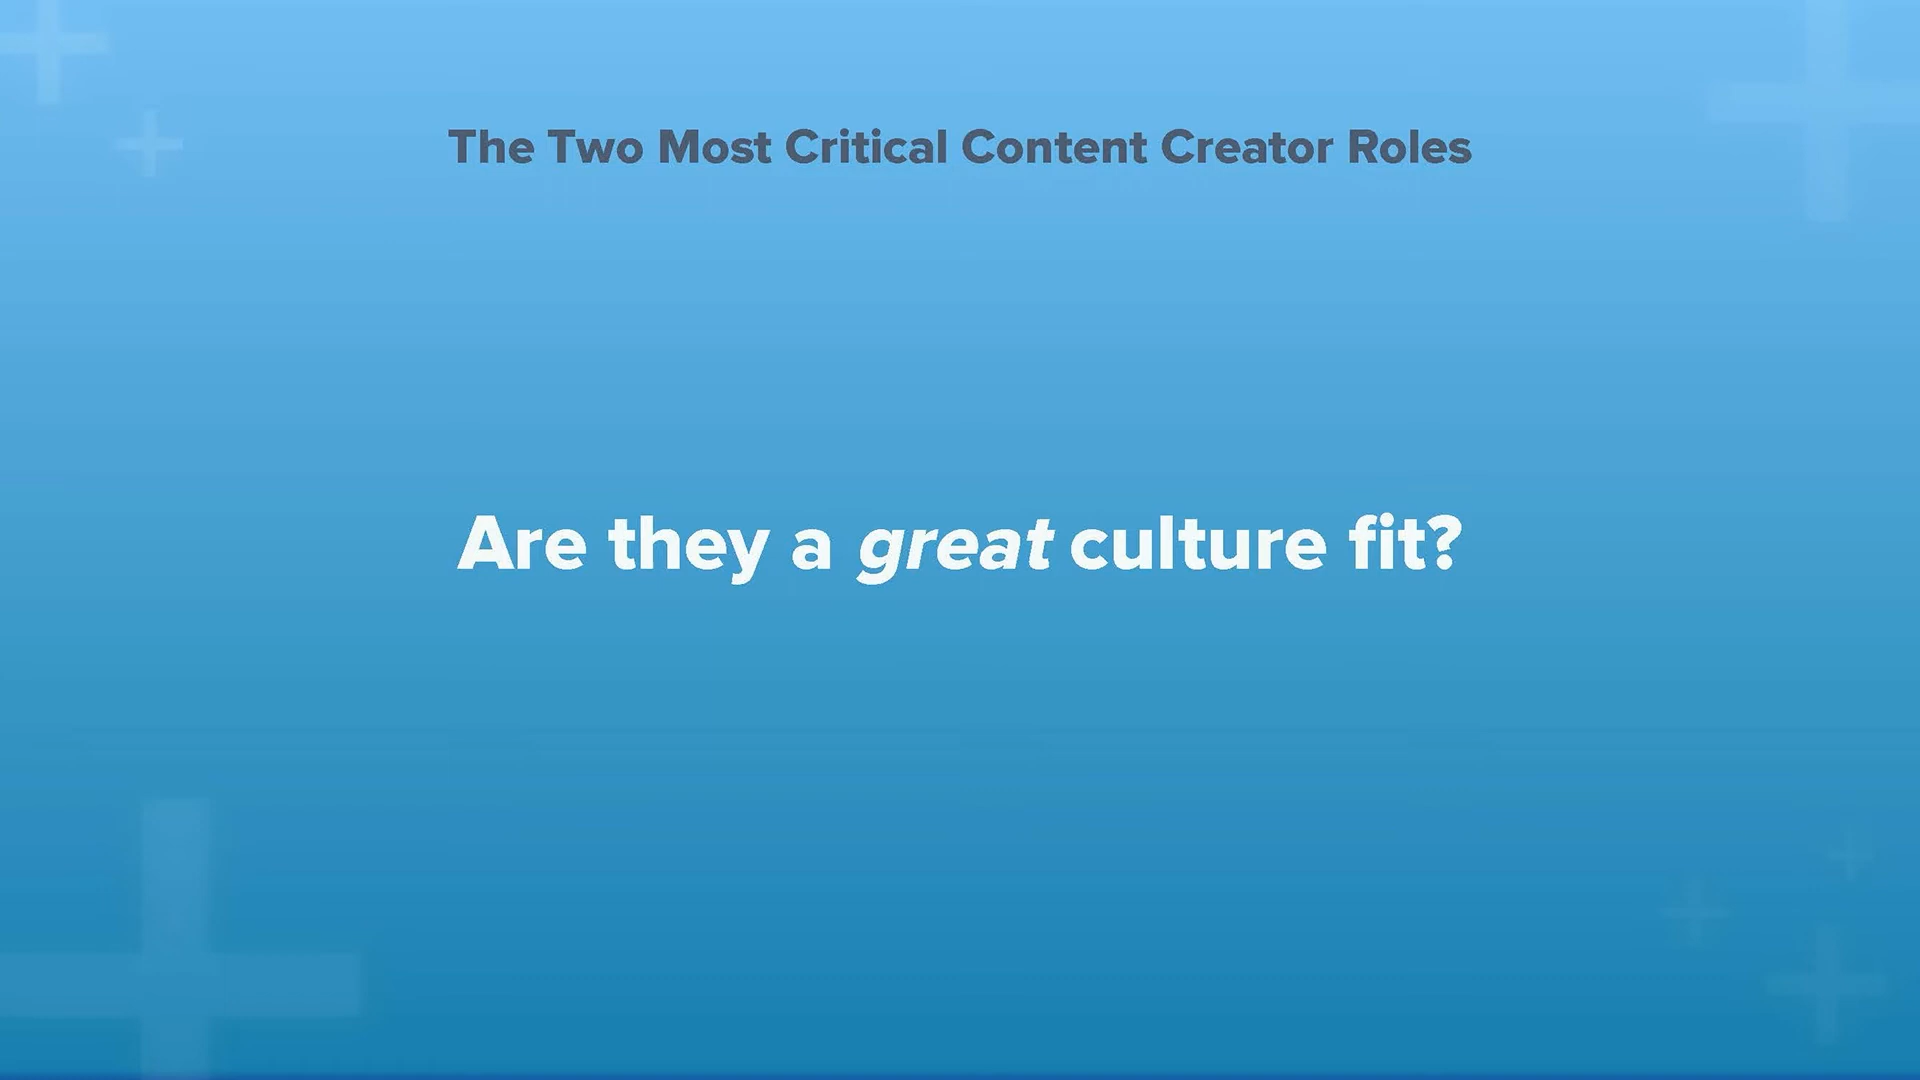 The Two Most Critical Content Creator Roles
Are they a great culture fit?